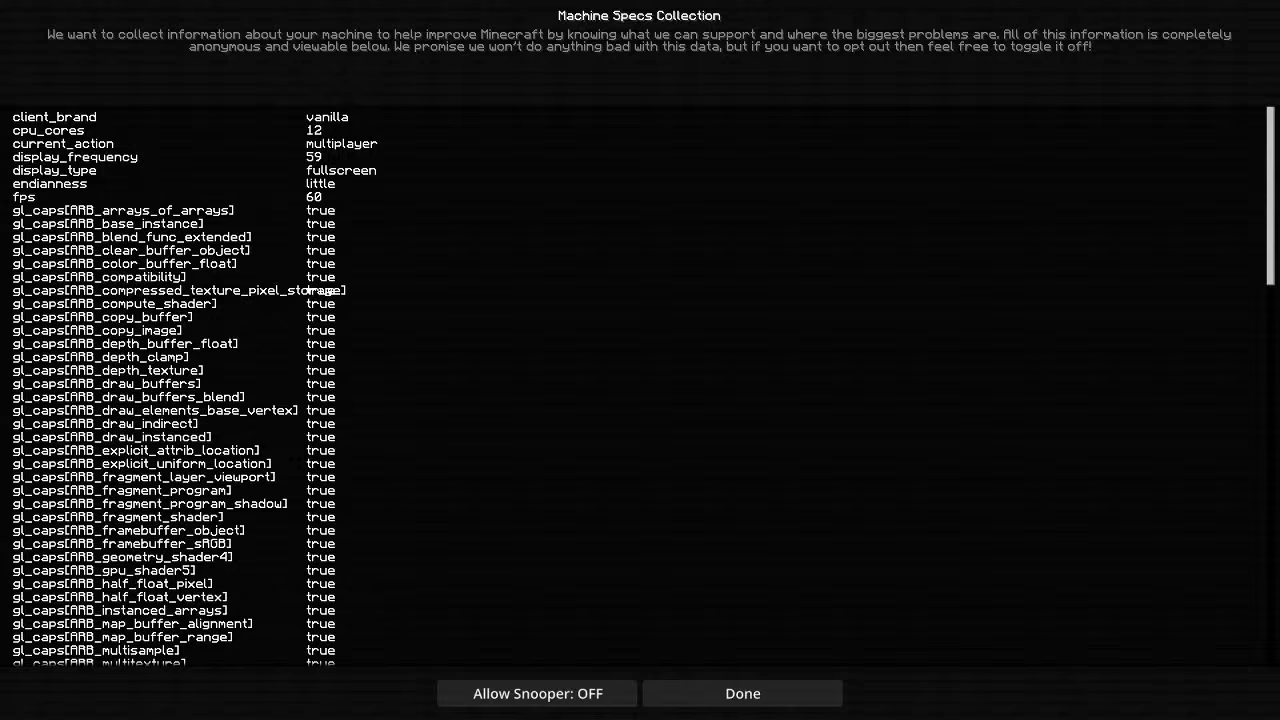 Machine Specs Collection
We want to collect information about your machine to help improve Minecraft by knowing what we can support and where the biggest problems are. All of this information is completely
anonymous and viewable below. We promise we won't do anything bad with this data, but if you want to opt out then feel free to toggle it off!
client_brand vanilla
cpu_cores 12
current_action multiplayer
display_frequency 59
display_type fullscreen
endianness little
fps 60
gl_caps[ARB_arrays_of_arrays] true
gl_caps[ARB_base_instance] true
gl_caps[ARB_blend_func_extended] true
gl_caps[ARB_clear_buffer_object] true
gl_caps[ARB_color_buffer_float] true
gl_caps[ARB_compatibility] true
gl_caps[ARB_compressed_texture_pixel_storage] true
gl_caps[ARB_compute_shader] true
gl_caps[ARB_copy_buffer] true
gl_caps[ARB_copy_image] true
gl_caps[ARB_depth_buffer_float] true
gl_caps[ARB_depth_clamp] true
gl_caps[ARB_depth_texture] true
gl_caps[ARB_draw_buffers] true
gl_caps[ARB_draw_buffers_blend] true
gl_caps[ARB_draw_elements_base_vertex] true
gl_caps[ARB_draw_indirect] true
gl_caps[ARB_draw_instanced] true
gl_caps[ARB_explicit_attrib_location] true
gl_caps[ARB_explicit_uniform_location] true
gl_caps[ARB_fragment_layer_viewport] true
gl_caps[ARB_fragment_program] true
gl_caps[ARB_fragment_program_shadow] true
gl_caps[ARB_fragment_shader] true
gl_caps[ARB_framebuffer_object] true
gl_caps[ARB_framebuffer_sRGB] true
gl_caps[ARB_geometry_shader4] true
gl_caps[ARB_gpu_shader5] true
gl_caps[ARB_half_float_pixel] true
gl_caps[ARB_half_float_vertex] true
gl_caps[ARB_instanced_arrays] true
gl_caps[ARB_map_buffer_alignment] true
gl_caps[ARB_map_buffer_range] true
gl_caps[ARB_multisample] true
gl_caps[ARB_multitexture] true
Allow Snooper: OFF Done